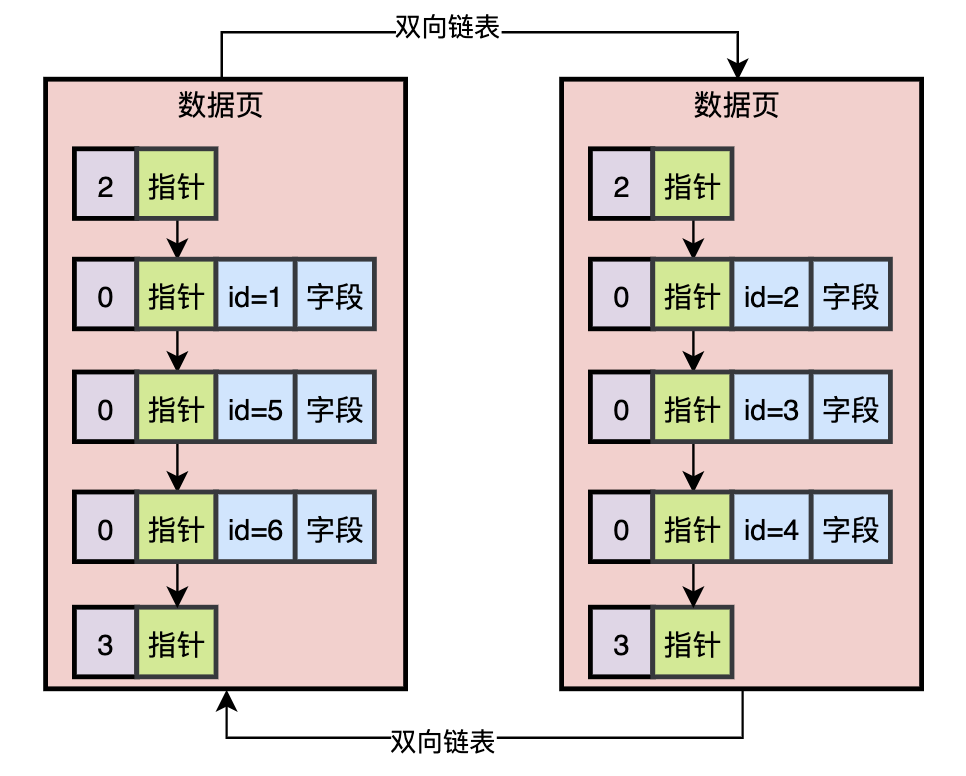 双向链表
数据页
2 指针
0 指针 id=1 字段
0 指针 id=5 字段
0 指针 id=6 字段
3 指针
数据页
2 指针
0 指针 id=2 字段
0 指针 id=3 字段
0 指针 id=4 字段
3 指针
双向链表